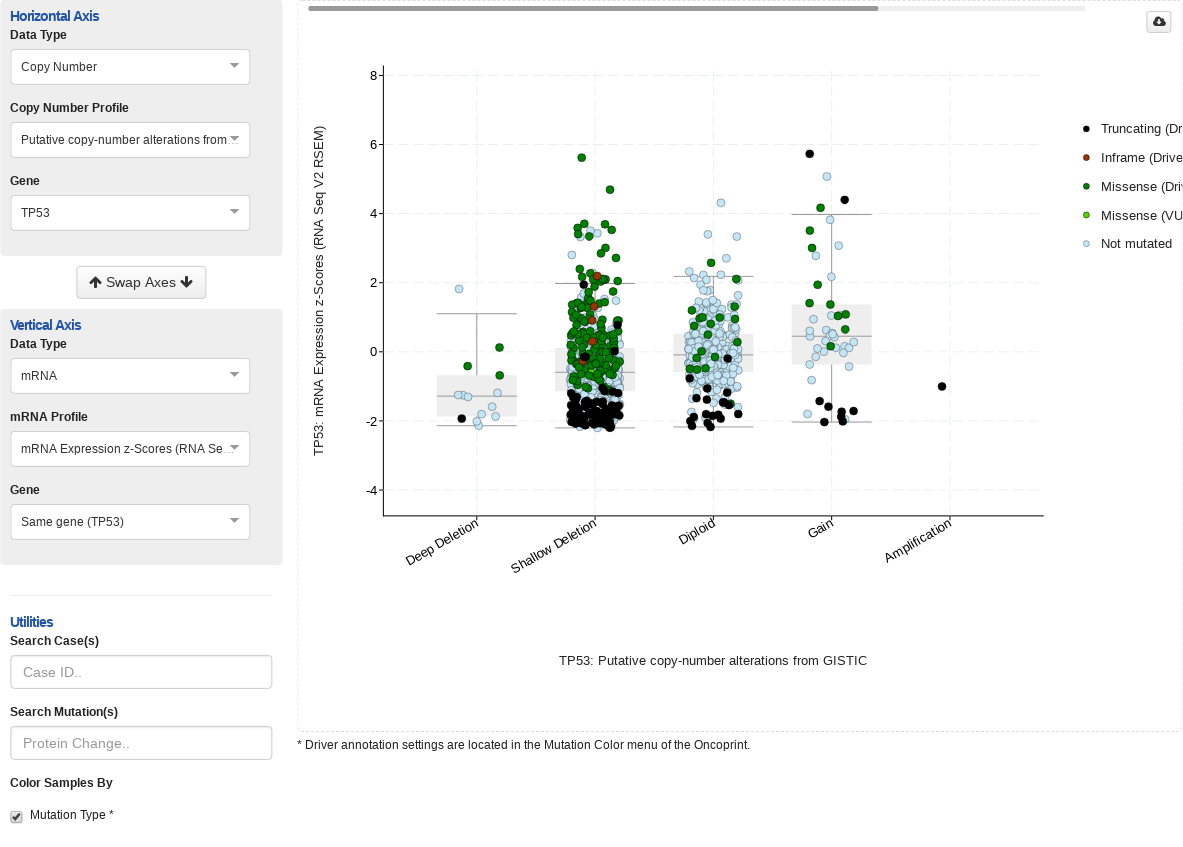 Horizontal Axis
Data Type
Copy Number
Copy Number Profile
Putative copy-number alterations from...
Gene
TP53
Swap Axes
Vertical Axis
Data Type
mRNA
mRNA Profile
mRNA Expression z-Scores (RNA Se...
Gene
Same gene (TP53)
Utilities
Search Case(s)
Case ID..
Search Mutation(s)
Protein Change..
Color Samples By
Mutation Type *
TP53: mRNA Expression z-Scores (RNA Seq V2 RSEM)
8
6
4
2
0
-2
-4
Deep Deletion
Shallow Deletion
Diploid
Gain
Amplification
TP53: Putative copy-number alterations from GISTIC
Truncating (Dr
Inframe (Drive
Missense (Dri
Missense (VU
Not mutated
* Driver annotation settings are located in the Mutation Color menu of the Oncoprint.